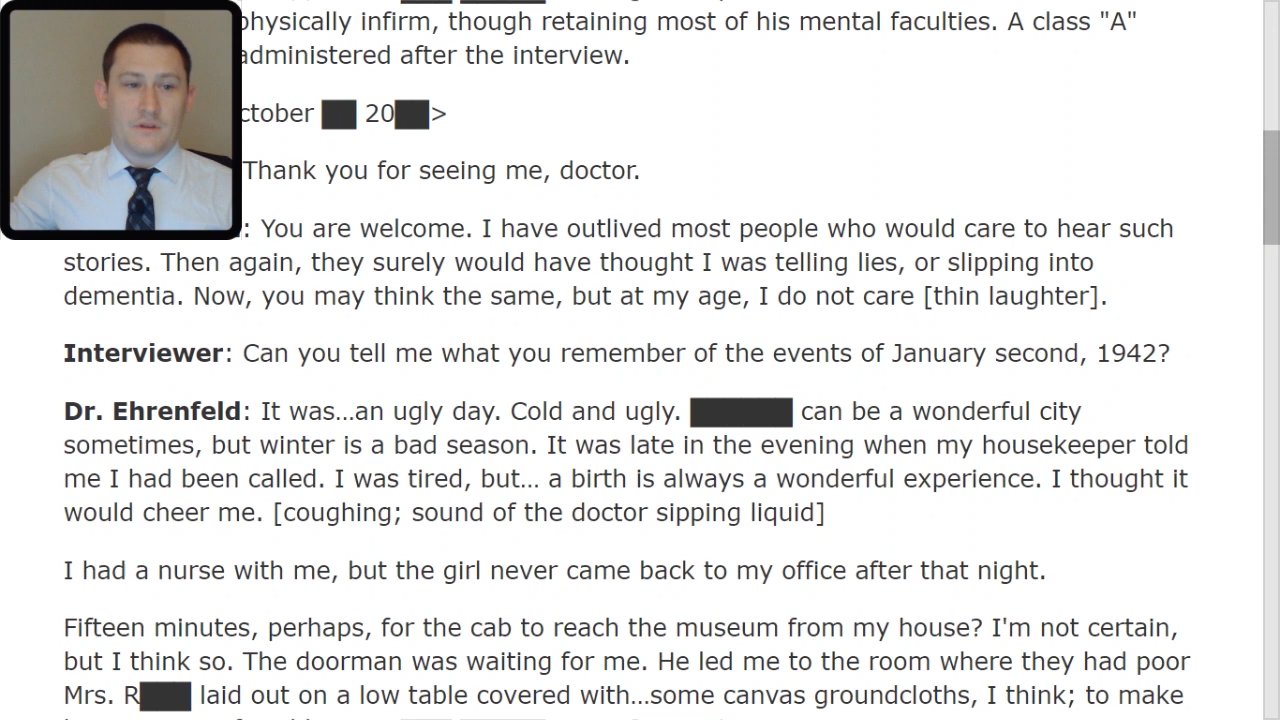 physically infirm, though retaining most of his mental faculties. A class "A"
administered after the interview.
ctober ██ 20██>
Thank you for seeing me, doctor.
: You are welcome. I have outlived most people who would care to hear such
stories. Then again, they surely would have thought I was telling lies, or slipping into
dementia. Now, you may think the same, but at my age, I do not care [thin laughter].
Interviewer: Can you tell me what you remember of the events of January second, 1942?
Dr. Ehrenfeld: It was…an ugly day. Cold and ugly. ██████ can be a wonderful city
sometimes, but winter is a bad season. It was late in the evening when my housekeeper told
me I had been called. I was tired, but… a birth is always a wonderful experience. I thought it
would cheer me. [coughing; sound of the doctor sipping liquid]
I had a nurse with me, but the girl never came back to my office after that night.
Fifteen minutes, perhaps, for the cab to reach the museum from my house? I'm not certain,
but I think so. The doorman was waiting for me. He led me to the room where they had poor
Mrs. R███ laid out on a low table covered with…some canvas groundcloths, I think; to make